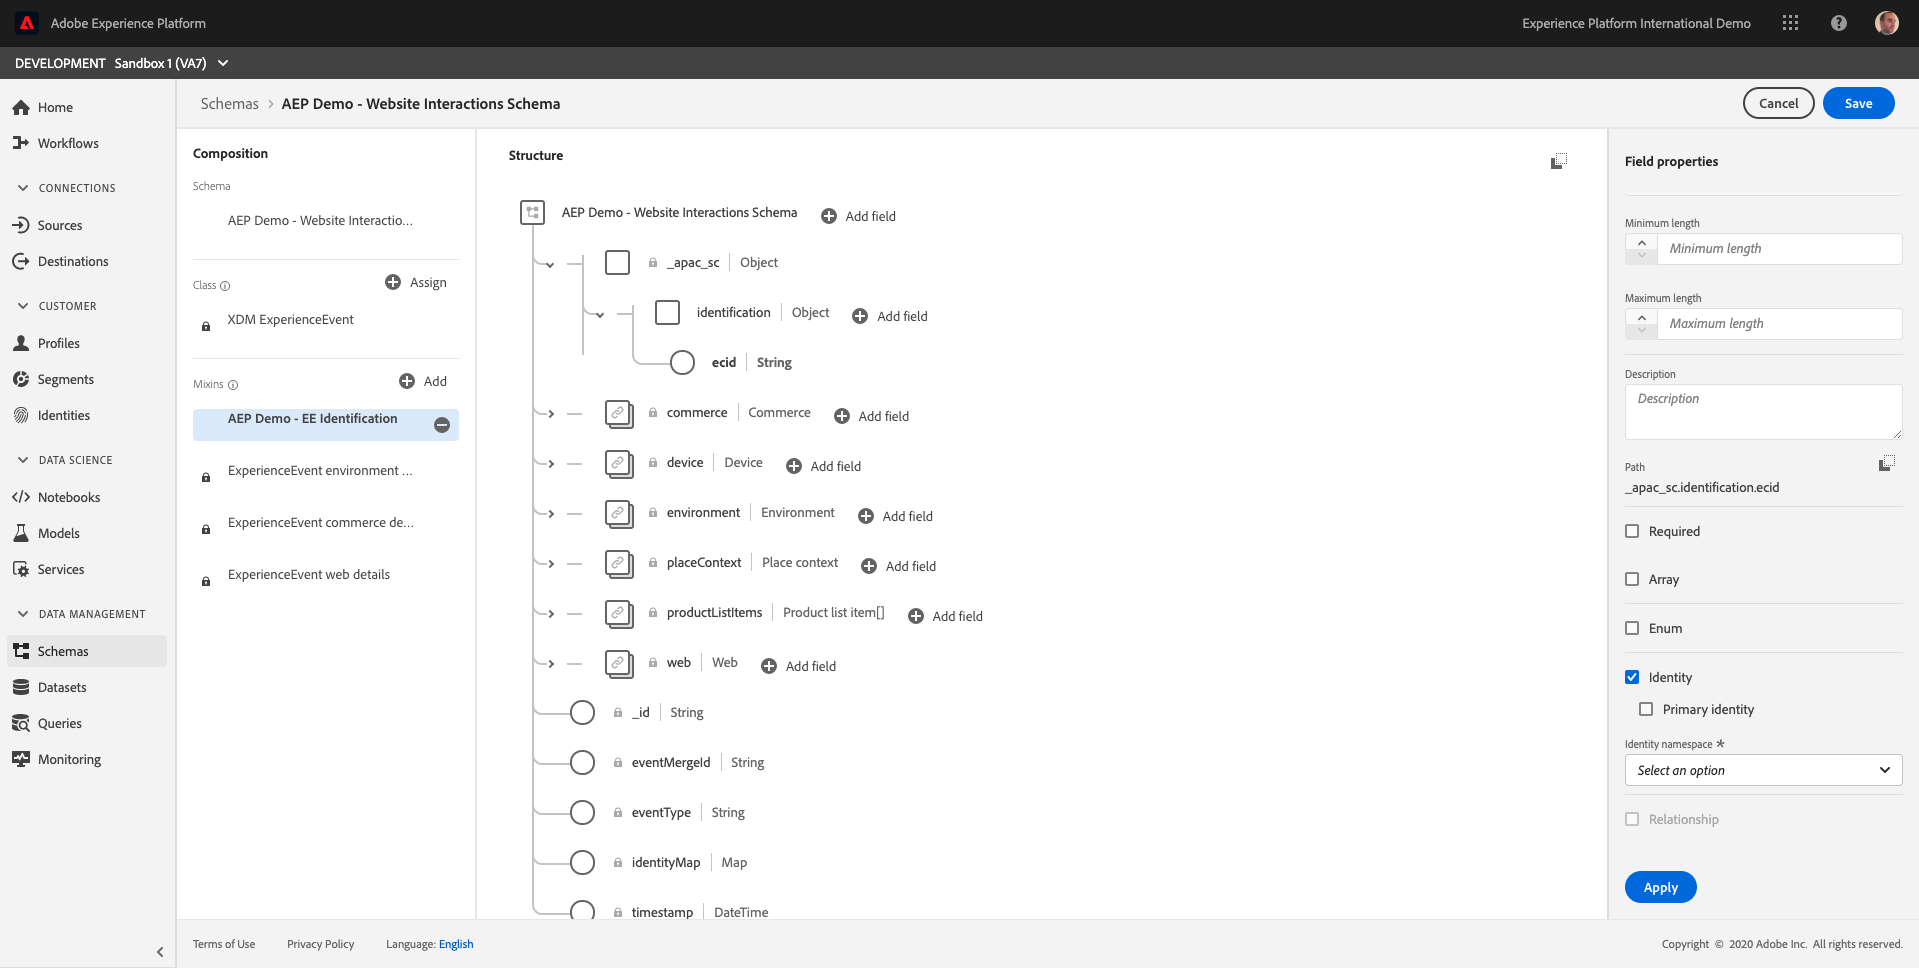 Adobe Experience Platform
Experience Platform International Demo
DEVELOPMENT Sandbox 1 (VA7)
Home
Workflows
CONNECTIONS
Sources
Destinations
CUSTOMER
Profiles
Segments
Identities
DATA SCIENCE
Notebooks
Models
Services
DATA MANAGEMENT
Schemas
Datasets
Queries
Monitoring
Schemas > AEP Demo - Website Interactions Schema
Cancel
Save
Composition
Schema
AEP Demo - Website Interactio...
Class
Assign
XDM ExperienceEvent
Mixins
Add
AEP Demo - EE Identification
ExperienceEvent environment ...
ExperienceEvent commerce de...
ExperienceEvent web details
Structure
AEP Demo - Website Interactions Schema Add field
_apac_sc Object
identification Object Add field
ecid String
commerce Commerce Add field
device Device Add field
environment Environment Add field
placeContext Place context Add field
productListItems Product list item[] Add field
web Web Add field
_id String
eventMergeId String
eventType String
identityMap Map
timestamp DateTime
Field properties
Minimum length
Minimum length
Maximum length
Maximum length
Description
Description
Path
_apac_sc.identification.ecid
Required
Array
Enum
Identity
Primary identity
Identity namespace *
Select an option
Relationship
Apply
Terms of Use Privacy Policy Language: English
Copyright © 2020 Adobe Inc. All rights reserved.